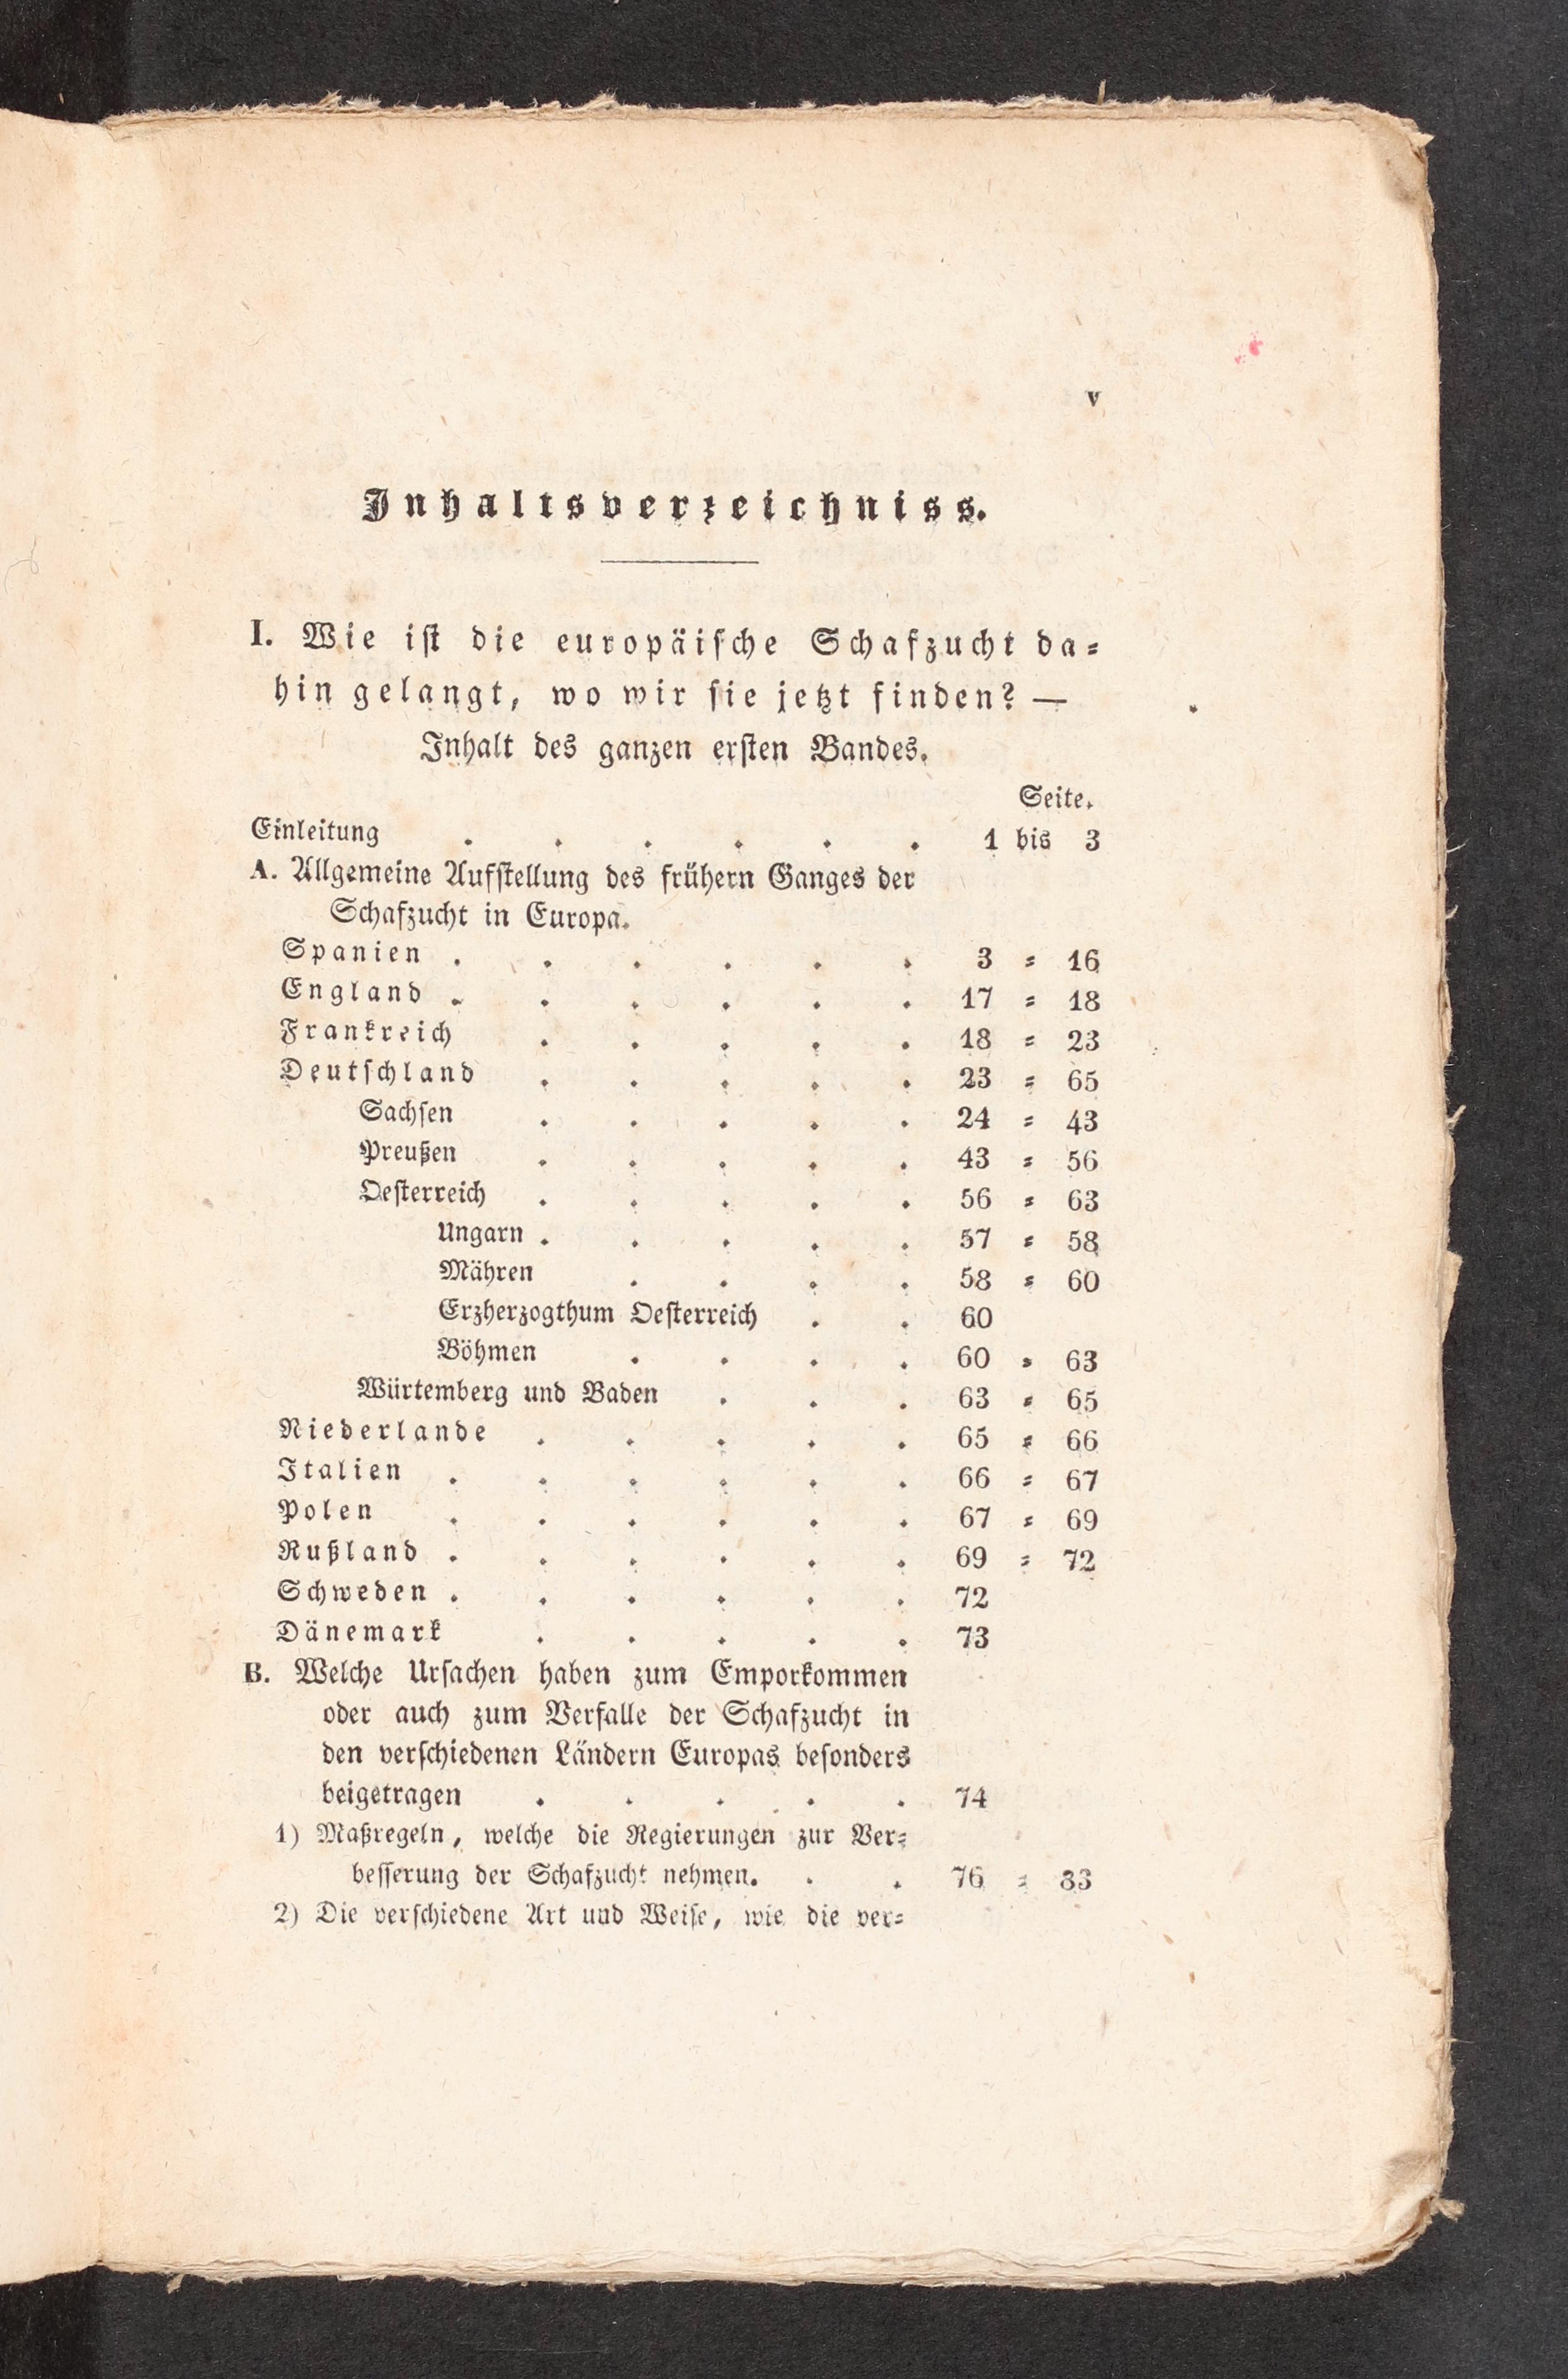 v
Inhaltsverzeichniss.
I. Wie ist die europäische Schafzucht da=
hin gelangt, wo wir sie jetzt finden? —
Inhalt des ganzen ersten Bandes.
Seite.
Einleitung . . . . . . 1 bis 3
A. Allgemeine Aufstellung des frühern Ganges der
Schafzucht in Europa.
Spanien . . . . . . 3 = 16
England . . . . . . 17 = 18
Frankreich . . . . . 18 = 23
Deutschland . . . . . 23 = 65
Sachsen . . . . . 24 = 43
Preußen . . . . . 43 = 56
Oesterreich . . . . . 56 = 63
Ungarn . . . . . 57 = 58
Mähren . . . . 58 = 60
Erzherzogthum Oesterreich . . 60
Böhmen . . . . 60 = 63
Würtemberg und Baden . . . 63 = 65
Niederlande . . . . . 65 = 66
Italien . . . . . . 66 = 67
Polen . . . . . . 67 = 69
Rußland . . . . . . 69 = 72
Schweden . . . . . . 72
Dänemark . . . . . 73
B. Welche Ursachen haben zum Emporkommen
oder auch zum Verfalle der Schafzucht in
den verschiedenen Ländern Europas besonders
beigetragen . . . . . 74
1) Maßregeln, welche die Regierungen zur Ver=
besserung der Schafzucht nehmen. . . 76 = 83
2) Die verschiedene Art und Weise, wie die ver=